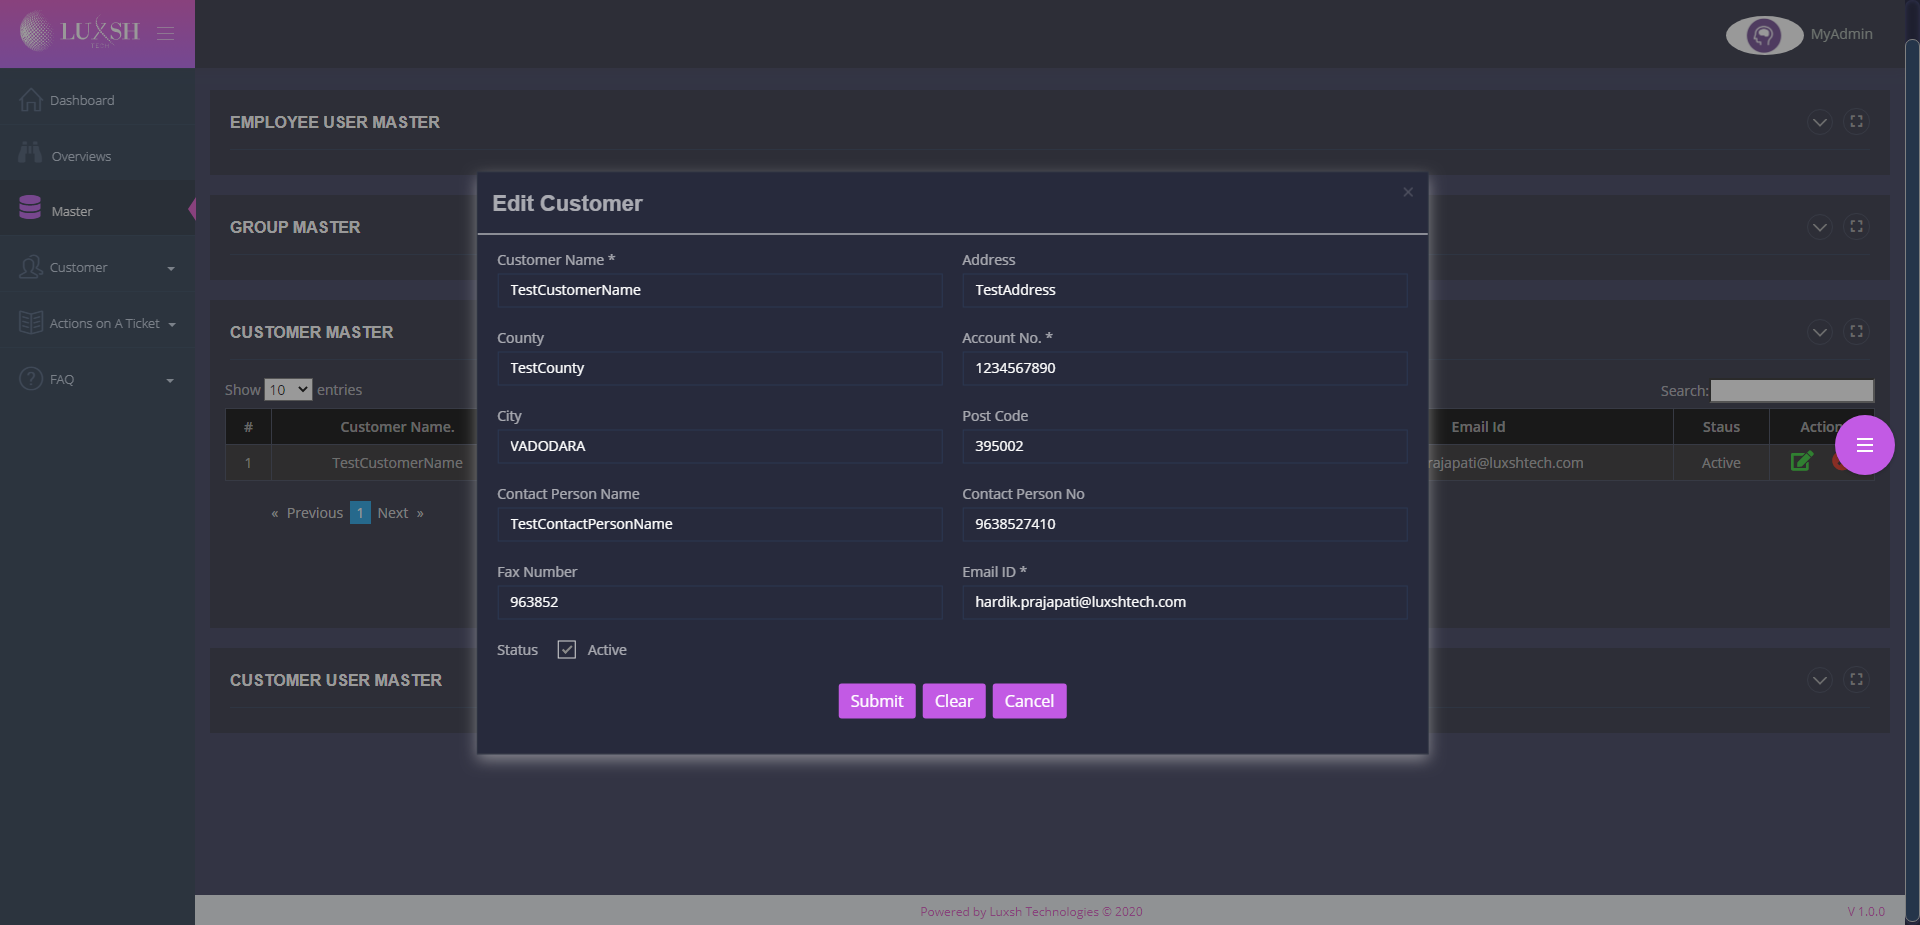 LUXSH
TECH
MyAdmin
Dashboard
Overviews
Master
Customer
Actions on A Ticket
FAQ
EMPLOYEE USER MASTER
GROUP MASTER
CUSTOMER MASTER
Show 10 entries
Search:
# Customer Name. Email Id Staus Action
1 TestCustomerName rajapati@luxshtech.com Active
« Previous 1 Next »
CUSTOMER USER MASTER
Edit Customer ×
Customer Name * Address
TestCustomerName TestAddress
County Account No. *
TestCounty 1234567890
City Post Code
VADODARA 395002
Contact Person Name Contact Person No
TestContactPersonName 9638527410
Fax Number Email ID *
963852 hardik.prajapati@luxshtech.com
Status Active
Submit Clear Cancel
Powered by Luxsh Technologies © 2020 V 1.0.0